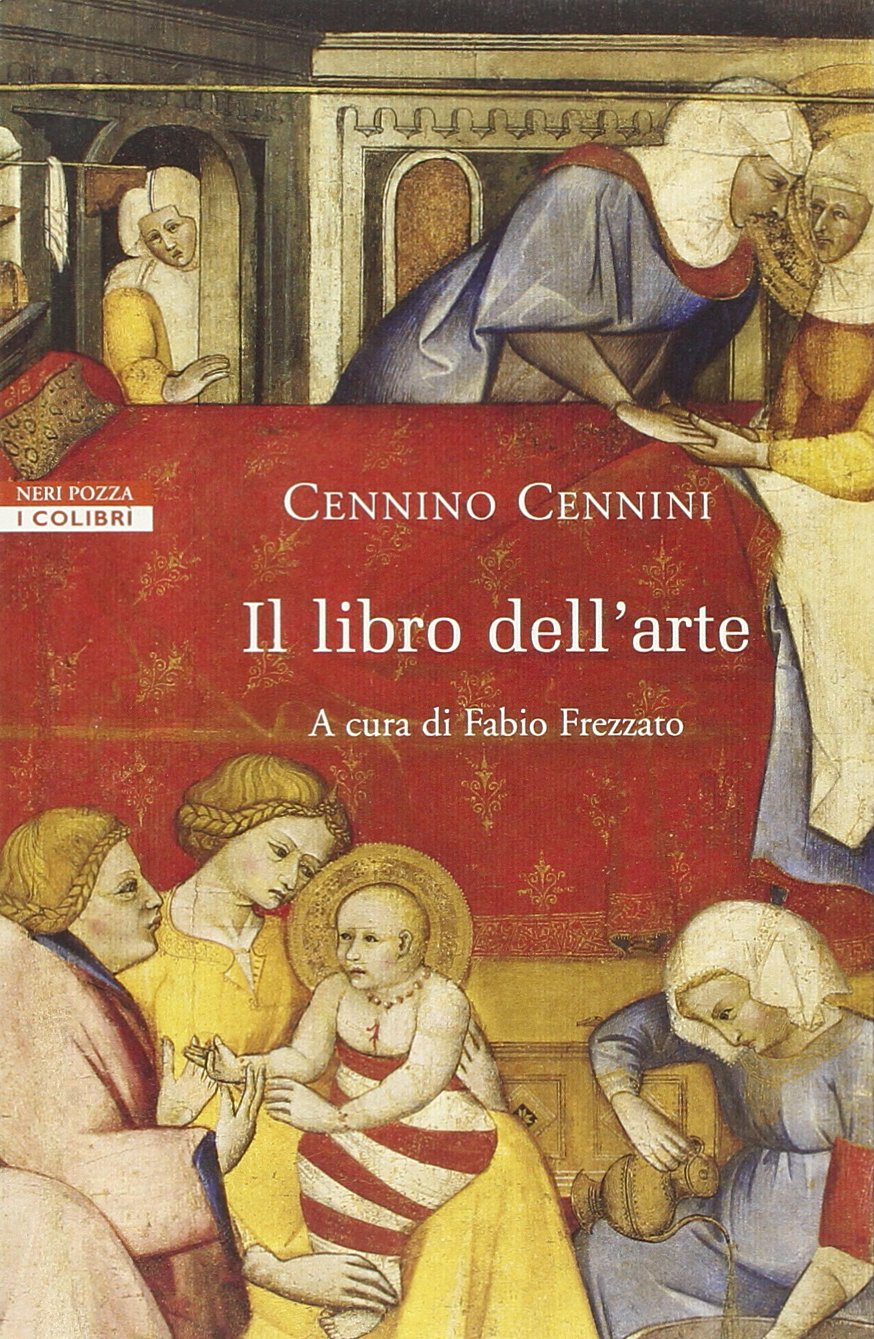 NERI POZZA
I COLIBRÌ
CENNINO CENNINI
Il libro dell’arte
A cura di Fabio Frezzato